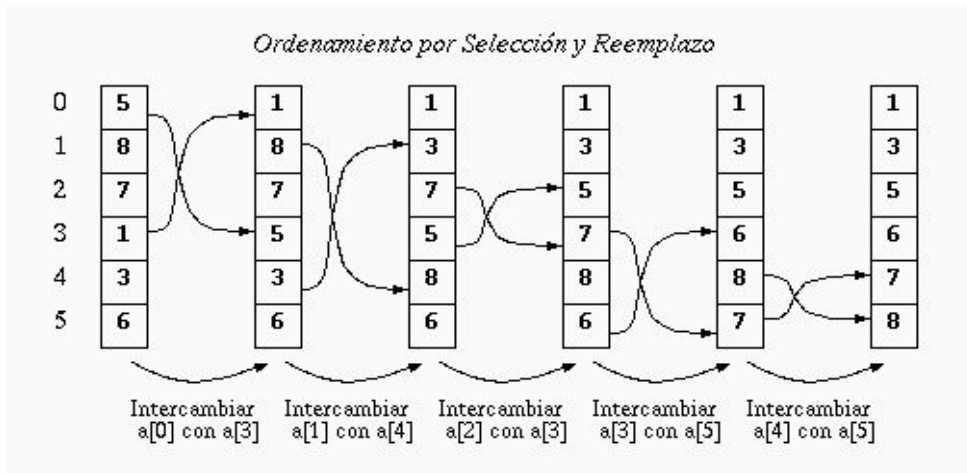 Ordenamiento por Selección y Reemplazo
0 5 1 1 1 1 1
1 8 8 3 3 3 3
2 7 7 7 5 5 5
3 1 5 5 7 6 6
4 3 3 8 8 8 7
5 6 6 6 6 7 8
Intercambiar Intercambiar Intercambiar Intercambiar Intercambiar
a[0] con a[3] a[1] con a[4] a[2] con a[3] a[3] con a[5] a[4] con a[5]